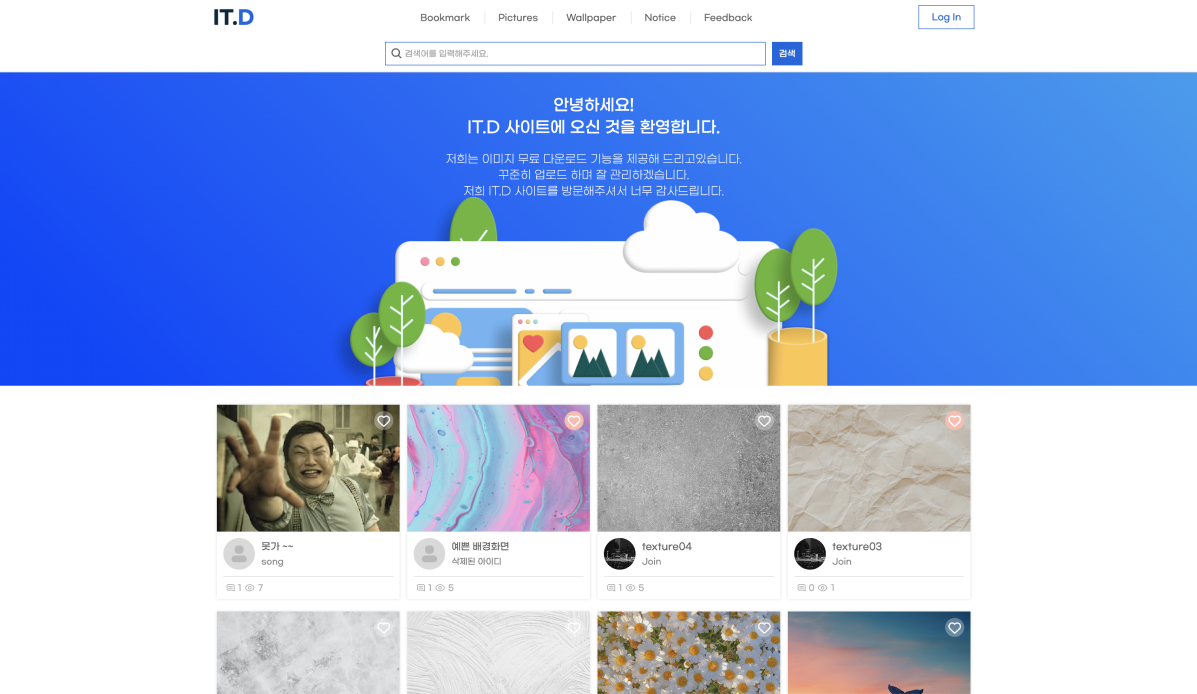 IT.D
Bookmark
Pictures
Wallpaper
Notice
Feedback
Log In
검색어를 입력해주세요.
검색
안녕하세요!
IT.D 사이트에 오신 것을 환영합니다.
저희는 이미지 무료 다운로드 기능을 제공해 드리고있습니다.
꾸준히 업로드 하며 잘 관리하겠습니다.
저희 IT.D 사이트를 방문해주셔서 너무 감사드립니다.
못가 ~~
song
1 7
예쁜 배경화면
삭제된 아이디
1 5
texture04
Join
1 5
texture03
Join
0 1